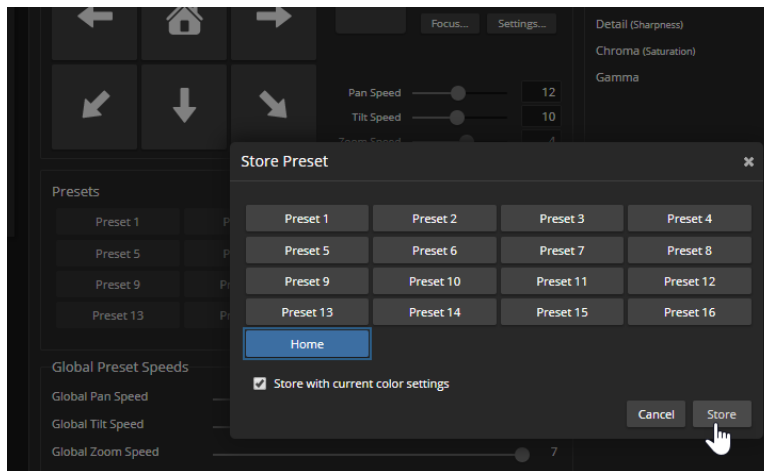 Focus... Settings...
Detail (Sharpness)
Chroma (Saturation)
Gamma
Pan Speed 12
Tilt Speed 10
Zoom Speed 4
Store Preset
Presets
Preset 1
Preset 5
Preset 9
Preset 13
Preset 1 Preset 2 Preset 3 Preset 4
Preset 5 Preset 6 Preset 7 Preset 8
Preset 9 Preset 10 Preset 11 Preset 12
Preset 13 Preset 14 Preset 15 Preset 16
Home
Store with current color settings
Cancel Store
Global Preset Speeds
Global Pan Speed
Global Tilt Speed
Global Zoom Speed 7